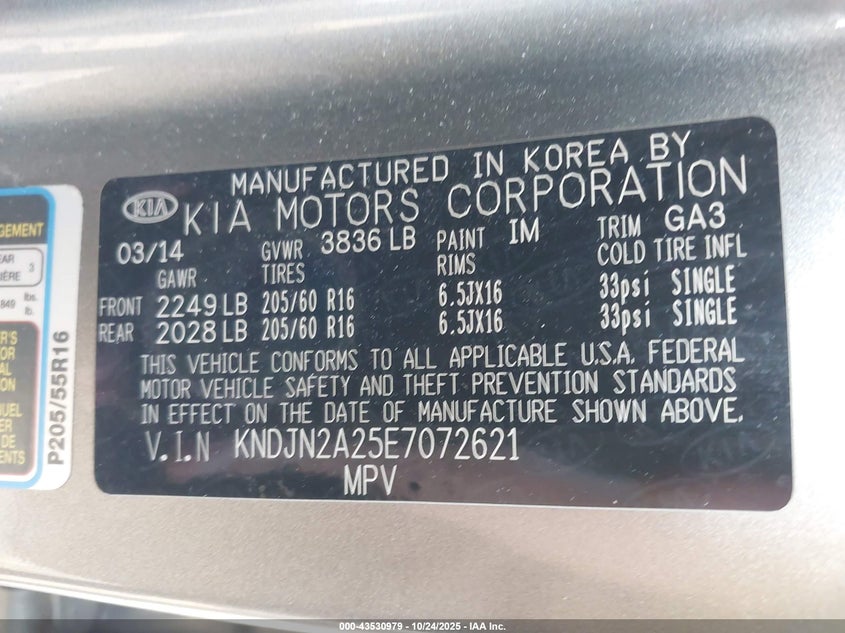 MANUFACTURED IN KOREA BY
KIA KIA MOTORS CORPORATION
03/14 GVWR 3836 LB PAINT IM TRIM GA3
GAWR TIRES RIMS COLD TIRE INFL
FRONT 2249 LB 205/60 R16 6.5JX16 33psi SINGLE
REAR 2028 LB 205/60 R16 6.5JX16 33psi SINGLE
THIS VEHICLE CONFORMS TO ALL APPLICABLE U.S.A. FEDERAL
MOTOR VEHICLE SAFETY AND THEFT PREVENTION STANDARDS
IN EFFECT ON THE DATE OF MANUFACTURE SHOWN ABOVE.
V.I.N KNDJN2A25E7072621
MPV
3
849 lbs.
P205/55R16
000-43530979 - 10/24/2025 - IAA Inc.